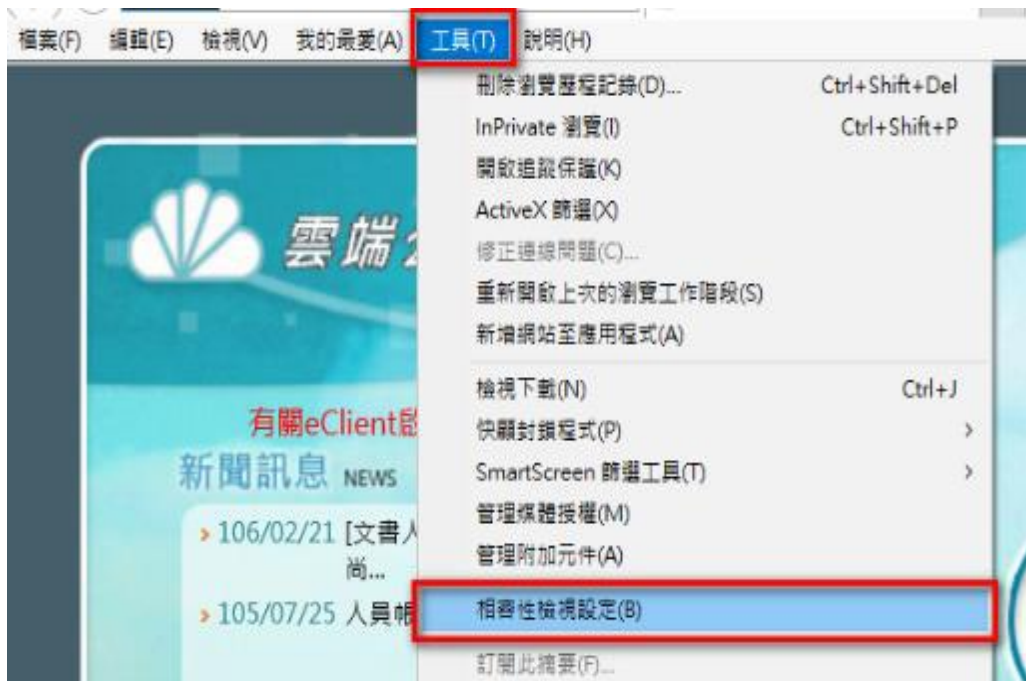 檔案(F) 編輯(E) 檢視(V) 我的最愛(A) 工具(T) 說明(H)
刪除瀏覽歷程記錄(D)... Ctrl+Shift+Del
InPrivate 瀏覽(I) Ctrl+Shift+P
開啟追蹤保護(K)
ActiveX 篩選(X)
修正連線問題(C)...
重新開啟上次的瀏覽工作階段(S)
新增網站至應用程式(A)
檢視下載(N) Ctrl+J
快顯封鎖程式(P)
SmartScreen 篩選工具(T)
管理媒體授權(M)
管理附加元件(A)
相容性檢視設定(B)
訂閱此摘要(F)...
雲端2
有關eClient啟
新聞訊息 NEWS
106/02/21 [文書人
尚...
105/07/25 人員帳